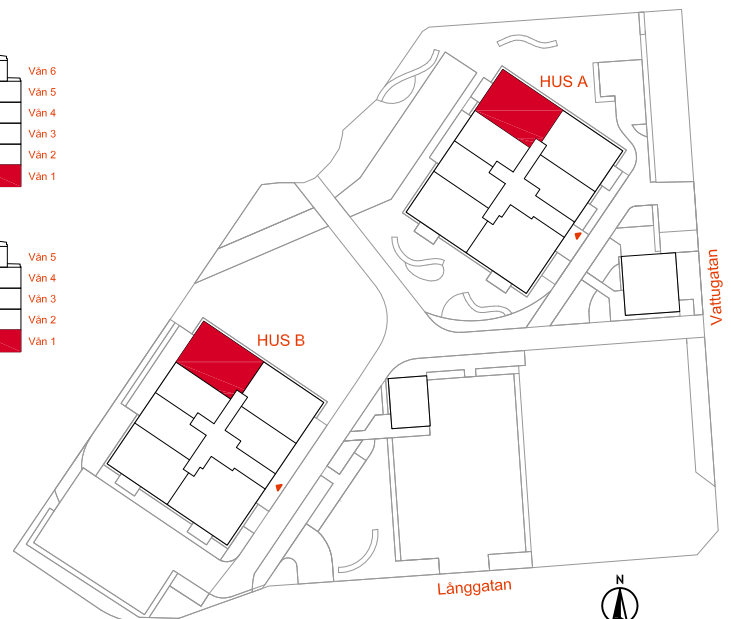 Vån 6
Vån 5
Vån 4
Vån 3
Vån 2
Vån 1
Vån 5
Vån 4
Vån 3
Vån 2
Vån 1
HUS A
HUS B
Vattugatan
Långgatan
N